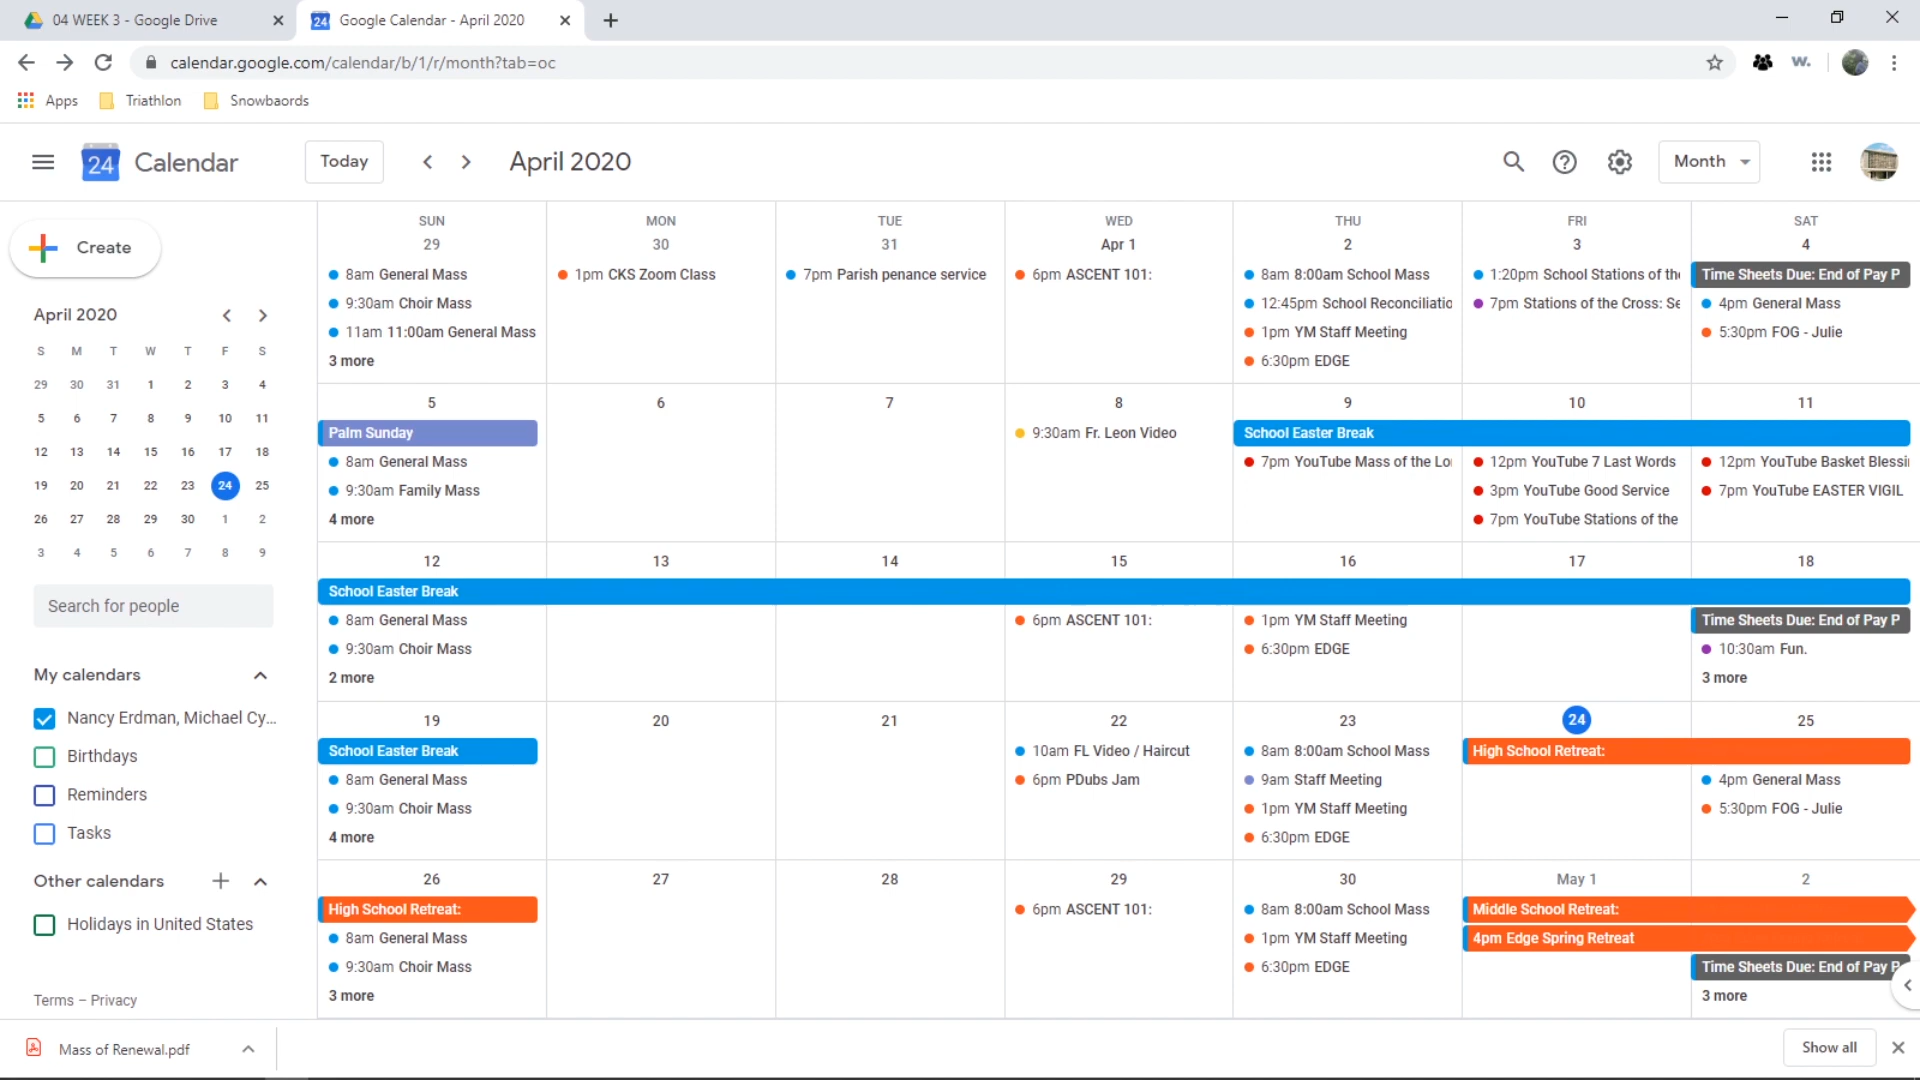 04 WEEK 3 - Google Drive
24 Google Calendar - April 2020
calendar.google.com/calendar/b/1/r/month?tab=oc
W.
Apps Triathlon Snowbaords
24 Calendar Today April 2020 Month
Create
April 2020
S M T W T F S
29 30 31 1 2 3 4
5 6 7 8 9 10 11
12 13 14 15 16 17 18
19 20 21 22 23 24 25
26 27 28 29 30 1 2
3 4 5 6 7 8 9
Search for people
My calendars
Nancy Erdman, Michael Cy...
Birthdays
Reminders
Tasks
Other calendars
Holidays in United States
Terms – Privacy
SUN MON TUE WED THU FRI SAT
29 30 31 Apr 1 2 3 4
8am General Mass 1pm CKS Zoom Class 7pm Parish penance service 6pm ASCENT 101: 8am 8:00am School Mass 1:20pm School Stations of the Time Sheets Due: End of Pay P
9:30am Choir Mass 12:45pm School Reconciliatio 7pm Stations of the Cross: Se 4pm General Mass
11am 11:00am General Mass 1pm YM Staff Meeting 5:30pm FOG - Julie
3 more 6:30pm EDGE
5 6 7 8 9 10 11
Palm Sunday 9:30am Fr. Leon Video School Easter Break
8am General Mass 7pm YouTube Mass of the Lo 12pm YouTube 7 Last Words 12pm YouTube Basket Blessi
9:30am Family Mass 3pm YouTube Good Service 7pm YouTube EASTER VIGIL
4 more 7pm YouTube Stations of the
12 13 14 15 16 17 18
School Easter Break
8am General Mass 6pm ASCENT 101: 1pm YM Staff Meeting Time Sheets Due: End of Pay P
9:30am Choir Mass 6:30pm EDGE 10:30am Fun.
2 more 3 more
19 20 21 22 23 24 25
School Easter Break 10am FL Video / Haircut 8am 8:00am School Mass High School Retreat:
8am General Mass 6pm PDubs Jam 9am Staff Meeting 4pm General Mass
9:30am Choir Mass 1pm YM Staff Meeting 5:30pm FOG - Julie
4 more 6:30pm EDGE
26 27 28 29 30 May 1 2
High School Retreat: 6pm ASCENT 101: 8am 8:00am School Mass Middle School Retreat:
8am General Mass 1pm YM Staff Meeting 4pm Edge Spring Retreat
9:30am Choir Mass 6:30pm EDGE Time Sheets Due: End of Pay P
3 more 3 more
Mass of Renewal.pdf Show all